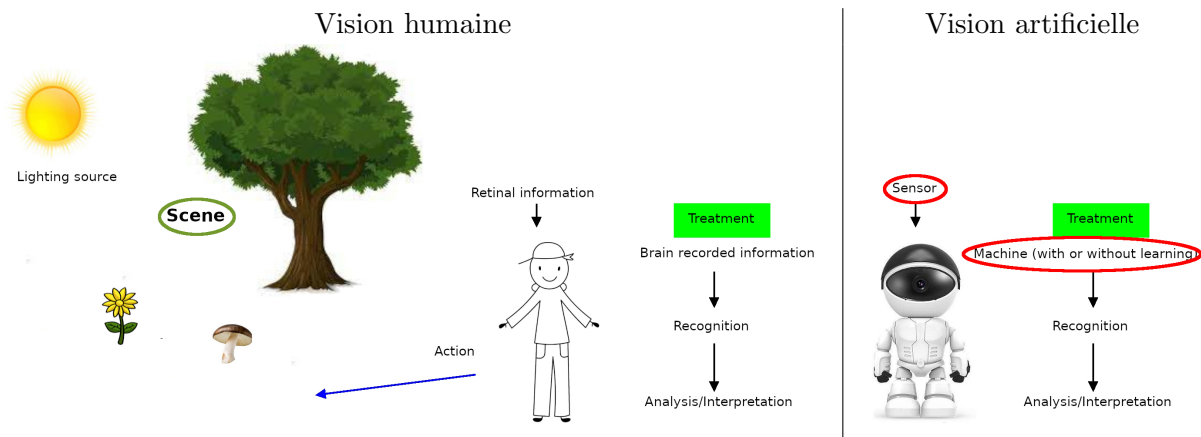 Vision humaine
Vision artificielle
Lighting source
Scene
Retinal information
Treatment
Brain recorded information
Recognition
Analysis/Interpretation
Action
Sensor
Treatment
Machine (with or without learning)
Recognition
Analysis/Interpretation